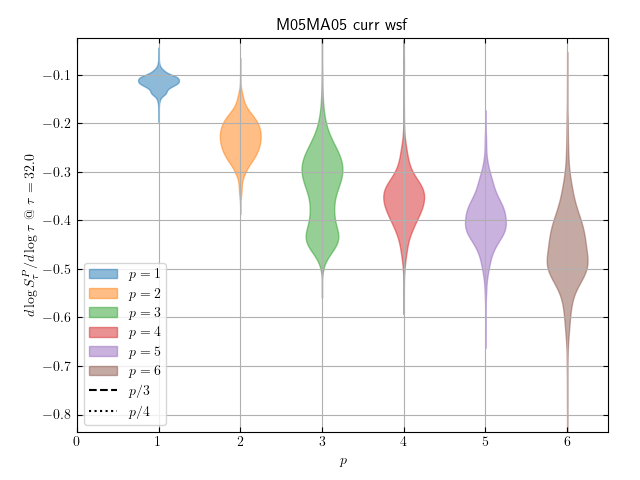 M05MA05 curr wsf
−0.1
−0.2
−0.3
−0.4
−0.5
−0.6
−0.7
−0.8
d log S_τ^P / d log τ @ τ = 32.0
p = 1
p = 2
p = 3
p = 4
p = 5
p = 6
p/3
p/4
0 1 2 3 4 5 6
p